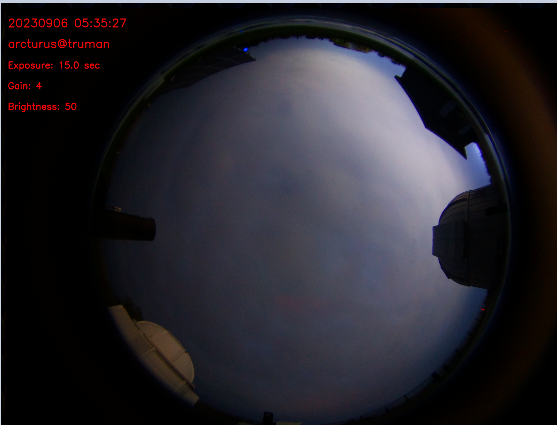 20230906 05:35:27
arcturus@truman
Exposure: 15.0 sec
Gain: 4
Brightness: 50